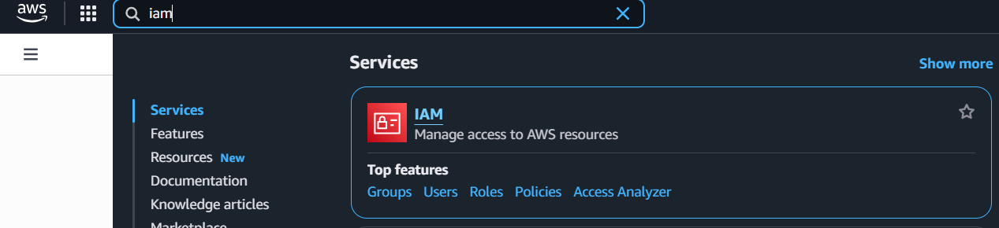 aws
iam
Services
Show more
Services
Features
Resources New
Documentation
Knowledge articles
Marketplace
IAM
Manage access to AWS resources
Top features
Groups Users Roles Policies Access Analyzer